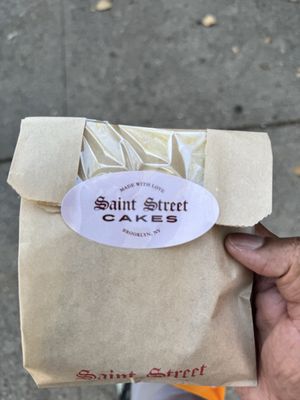 MADE WITH LOVE
Saint Street
CAKES
BROOKLYN, NY
Saint Street